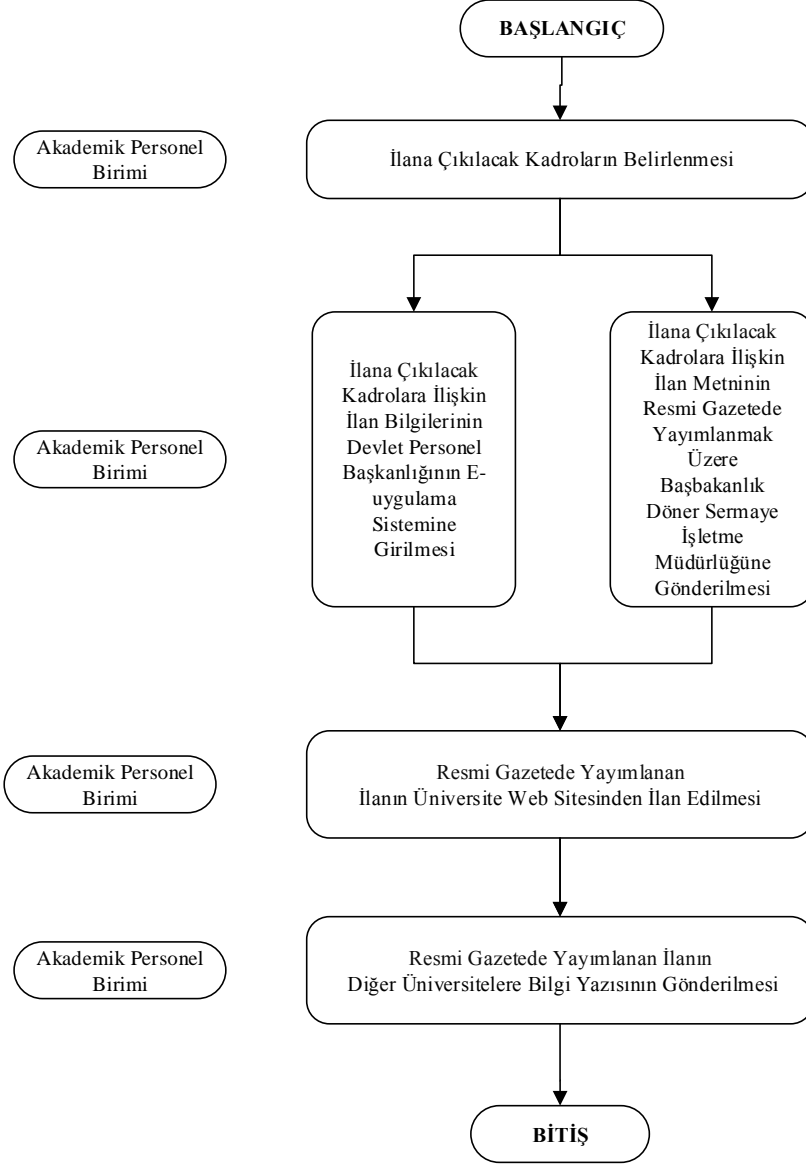 BAŞLANGIÇ
Akademik Personel
Birimi
İlana Çıkılacak Kadroların Belirlenmesi
Akademik Personel
Birimi
İlana Çıkılacak
Kadrolara İlişkin
İlan Bilgilerinin
Devlet Personel
Başkanlığının E-
uygulama
Sistemine
Girilmesi
İlana Çıkılacak
Kadrolara İlişkin
İlan Metninin
Resmi Gazetede
Yayımlanmak
Üzere
Başbakanlık
Döner Sermaye
İşletme
Müdürlüğüne
Gönderilmesi
Akademik Personel
Birimi
Resmi Gazetede Yayımlanan
İlanın Üniversite Web Sitesinden İlan Edilmesi
Akademik Personel
Birimi
Resmi Gazetede Yayımlanan İlanın
Diğer Üniversitelere Bilgi Yazısının Gönderilmesi
BİTİŞ